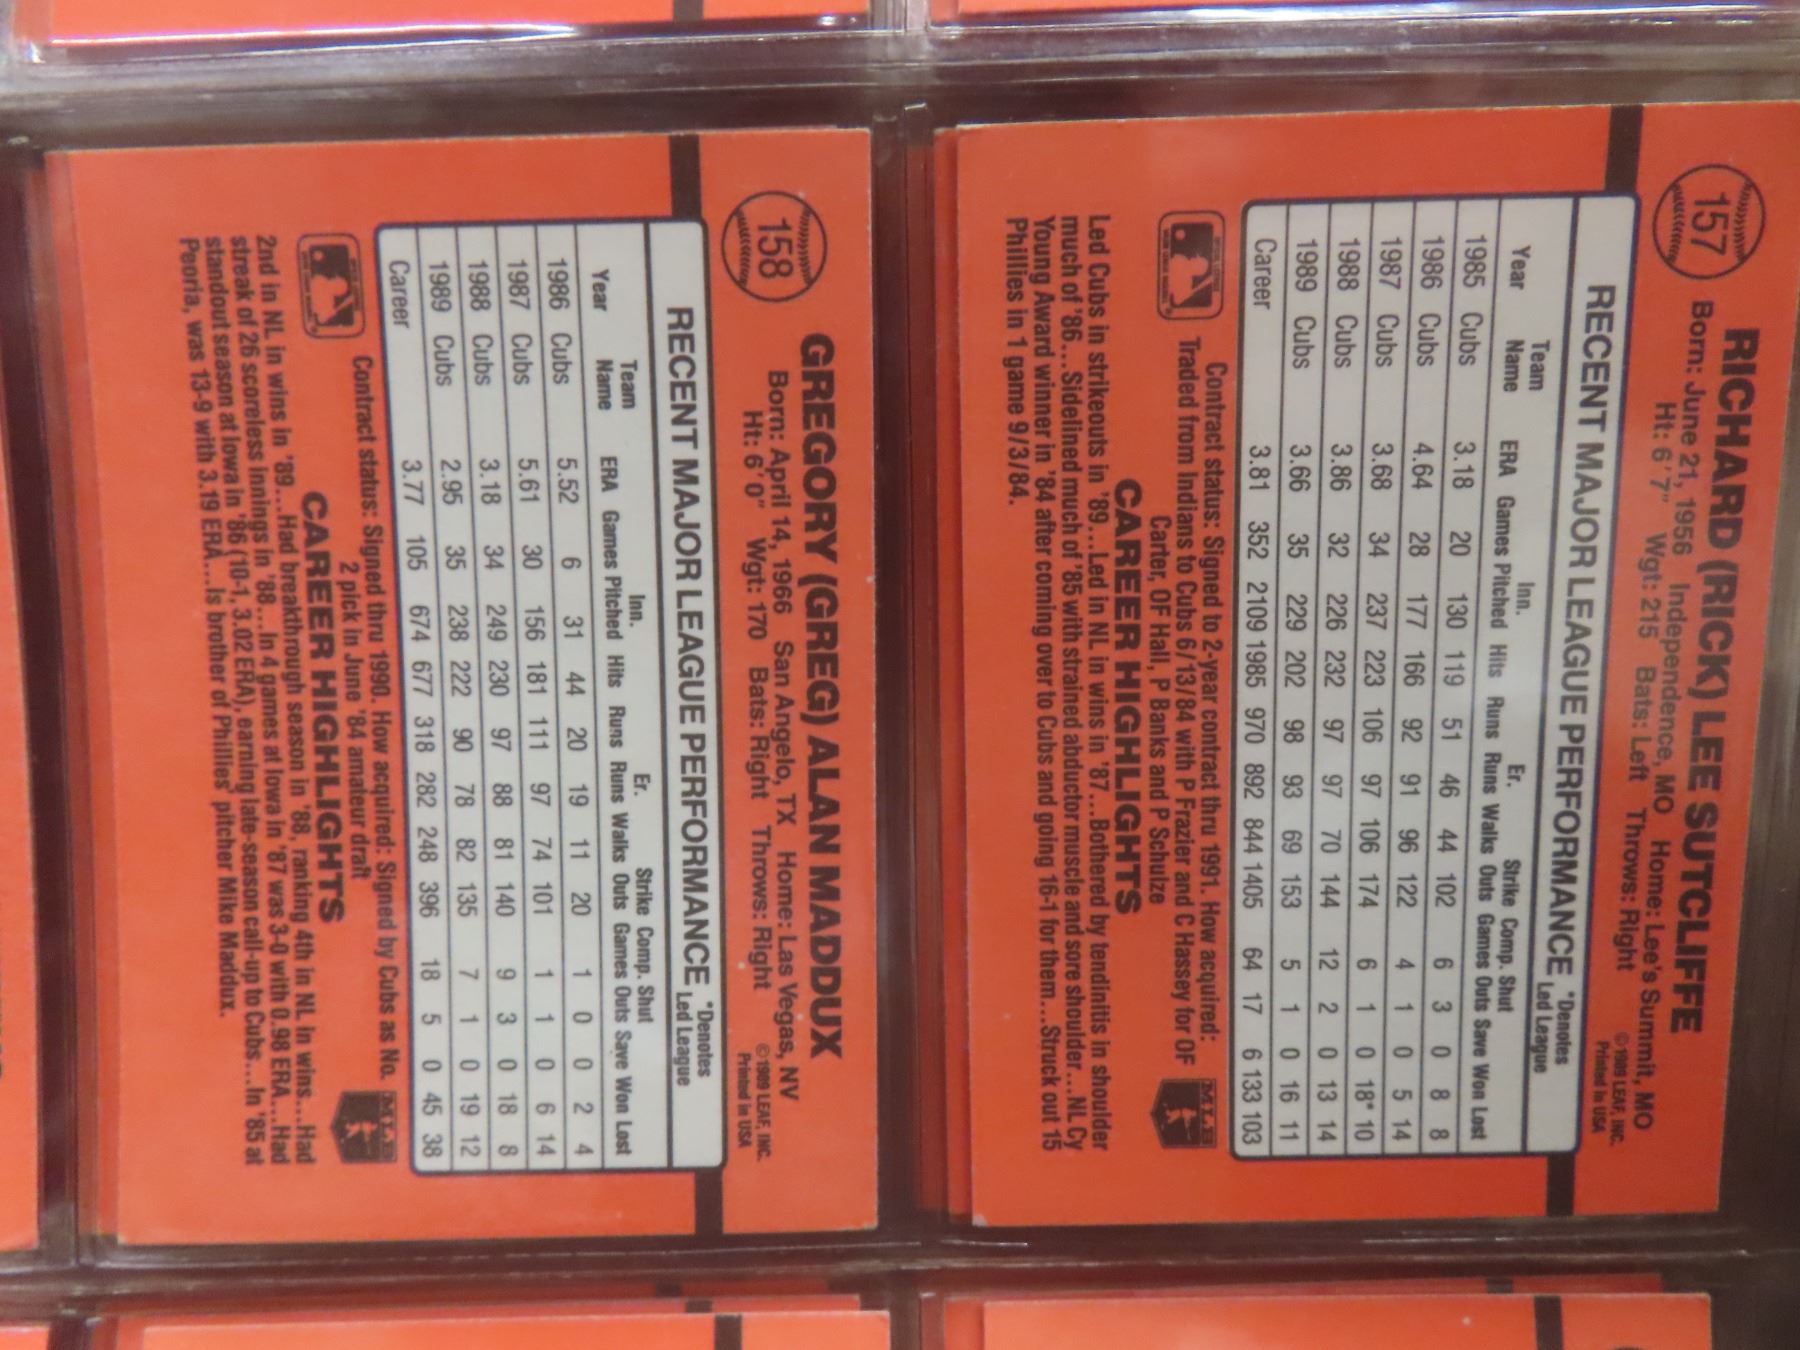 157
RICHARD (RICK) LEE SUTCLIFFE
Born: June 21, 1956 Independence, MO Home: Lee's Summit, MO
Ht: 6'7" Wgt: 215 Bats: Left Throws: Right
©1989 LEAF, INC.
Printed in USA
RECENT MAJOR LEAGUE PERFORMANCE
*Denotes
Led League
Team Inn. Er. Strike Comp. Shut
Year Name ERA Games Pitched Hits Runs Runs Walks Outs Games Outs Save Won Lost
1985 Cubs 3.18 20 130 119 51 46 44 102 6 3 0 8 8
1986 Cubs 4.64 28 177 166 92 91 96 122 4 1 0 5 14
1987 Cubs 3.68 34 237 223 106 97 106 174 6 1 0 18* 10
1988 Cubs 3.86 32 226 232 97 97 70 144 12 2 0 13 14
1989 Cubs 3.66 35 229 202 98 93 69 153 5 1 0 16 11
Career 3.81 352 2109 1985 970 892 844 1405 64 17 6 133 103
Contract status: Signed to 2-year contract thru 1991. How acquired:
Traded from Indians to Cubs 6/13/84 with P Frazier and C Hassey for OF
Carter, OF Hall, P Banks and P Schulze
MLB
CAREER HIGHLIGHTS
Led Cubs in strikeouts in '89...Led in NL in wins in '87...Bothered by tendinitis in shoulder
much of '86...Sidelined much of '85 with strained abductor muscle and sore shoulder...NL Cy
Young Award winner in '84 after coming over to Cubs and going 16-1 for them...Struck out 15
Phillies in 1 game 9/3/84.
158
GREGORY (GREG) ALAN MADDUX
Born: April 14, 1966 San Angelo, TX Home: Las Vegas, NV
Ht: 6'0" Wgt: 170 Bats: Right Throws: Right
©1989 LEAF, INC.
Printed in USA
RECENT MAJOR LEAGUE PERFORMANCE
*Denotes
Led League
Team Inn. Er. Strike Comp. Shut
Year Name ERA Games Pitched Hits Runs Runs Walks Outs Games Outs Save Won Lost
1986 Cubs 5.52 6 31 44 20 19 11 20 1 0 0 2 4
1987 Cubs 5.61 30 156 181 111 97 74 101 1 1 0 6 14
1988 Cubs 3.18 34 249 230 97 88 81 140 9 3 0 18 8
1989 Cubs 2.95 35 238 222 90 78 82 135 7 1 0 19 12
Career 3.77 105 674 677 318 282 248 396 18 5 0 45 38
Contract status: Signed thru 1990. How acquired: Signed by Cubs as No.
2 pick in June '84 amateur draft
MLB
CAREER HIGHLIGHTS
2nd in NL in wins in '89...Had breakthrough season in '88, ranking 4th in NL in wins...Had
streak of 26 scoreless innings in '88...In 4 games at Iowa in '87 was 3-0 with 0.98 ERA...Had
standout season at Iowa in '86 (10-1, 3.02 ERA), earning late-season call-up to Cubs...In '85 at
Peoria, was 13-9 with 3.19 ERA...Is brother of Phillies' pitcher Mike Maddux.